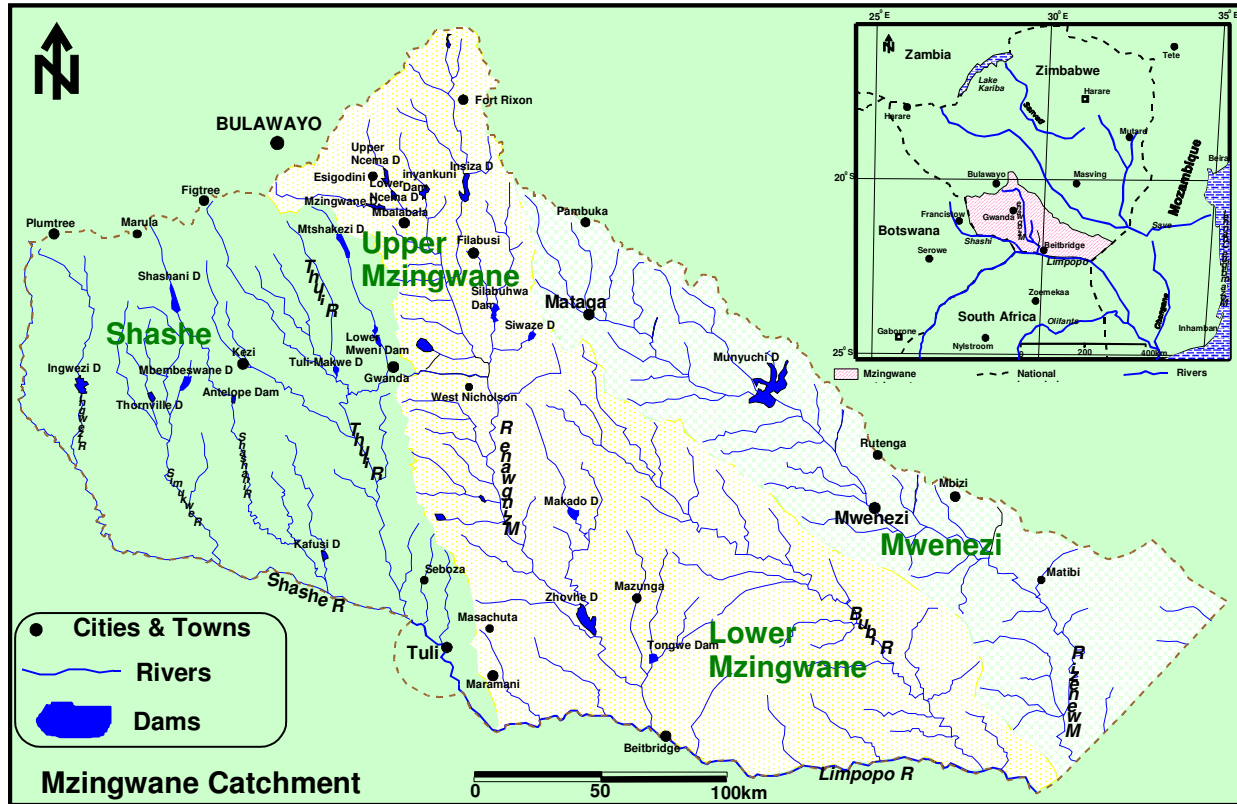 N
BULAWAYO
Fort Rixon
Upper
Ncema D
inyankuni
Dam
Insiza D
Esigodini
Lower
Ncema D
Mzingwane D
Mbalabala
Figtree
Plumtree
Marula
Mtshakezi D
Upper
Mzingwane
Filabusi
Pambuka
Shashani D
Thuli R
Silabuhwa
Dam
Mataga
Siwaze D
Shashe
Lower
Mweni Dam
Kezi
Tuli-Makwe D
Gwanda
Munyuchi D
Ingwezi D
Mbembeswane D
Antelope Dam
Thornville D
West Nicholson
Ingwezi R
Thuli R
Shashani R
Simukwe R
Mzingwane R
Rutenga
Mbizi
Makado D
Mwenezi
Mwenezi
Kafusi D
Seboza
Matibi
Shashe R
Zhovhe D
Mazunga
Bubi R
Masachuta
Lower
Mzingwane
Tongwe Dam
Tuli
Maramani
Beitbridge
Limpopo R
Cities & Towns
Rivers
Dams
Mzingwane Catchment
0 50 100km
25° E
30° E
35° E
N
Zambia
Tete
Zimbabwe
Lake
Kariba
Harare
Harare
Mutare
Mozambique
Beira
20° S
Bulawayo
Masving
Francistow
Gwanda
Botswana
Shashi
Beitbridge
Save
Serowe
Limpopo
Zoemekaa
South Africa
Olifants
Gaborone
Nylstroom
Changane
Inhamban
25° S
0 200 400km
Mzingwane
National
Rivers